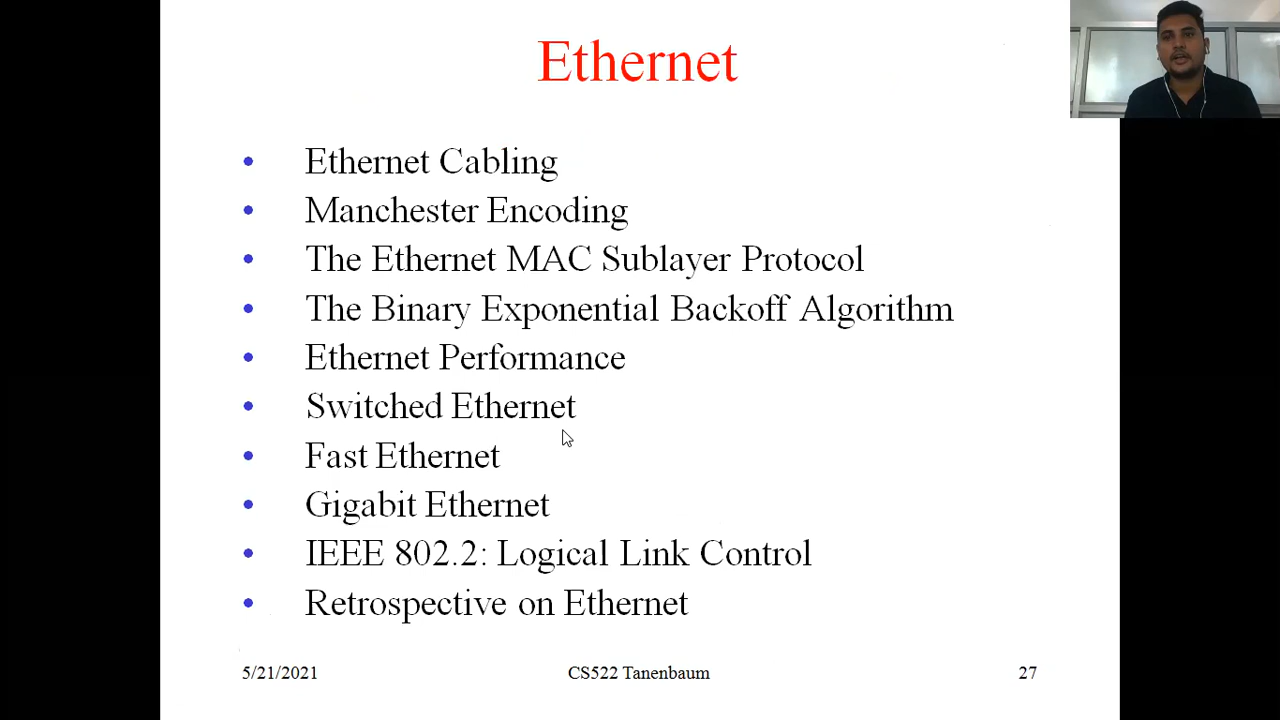 Ethernet
• Ethernet Cabling
• Manchester Encoding
• The Ethernet MAC Sublayer Protocol
• The Binary Exponential Backoff Algorithm
• Ethernet Performance
• Switched Ethernet
• Fast Ethernet
• Gigabit Ethernet
• IEEE 802.2: Logical Link Control
• Retrospective on Ethernet
5/21/2021 CS522 Tanenbaum 27